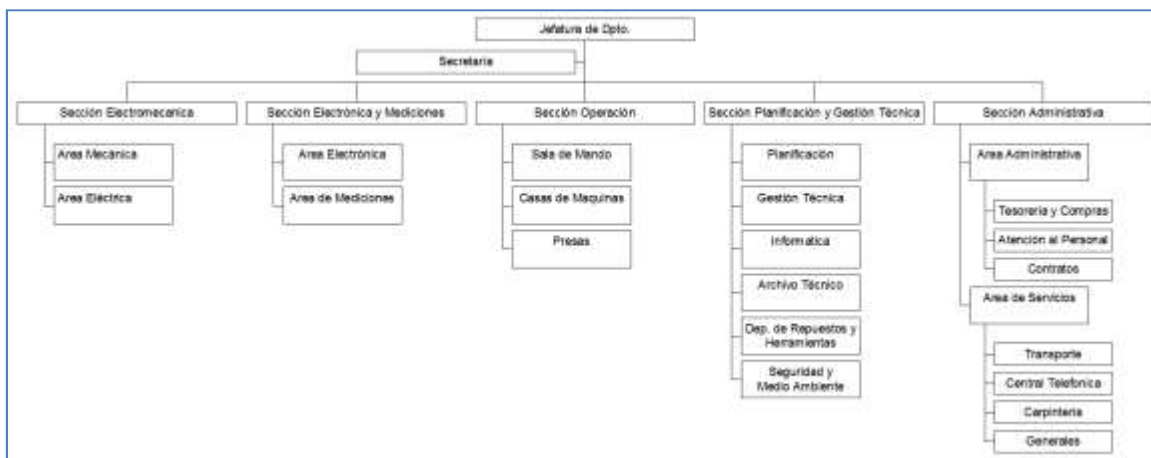 Jefatura de Dpto.
Secretaria
Sección Electromecanica
Sección Electrónica y Mediciones
Sección Operación
Sección Planificación y Gestión Técnica
Sección Administrativa
Area Mecánica
Area Eléctrica
Area Electrónica
Area de Mediciones
Sala de Mando
Casas de Maquinas
Presas
Planificación
Gestión Técnica
Informatica
Archivo Técnico
Dep. de Repuestos y
Herramientas
Seguridad y
Medio Ambiente
Area Administrativa
Tesoreria y Compras
Atención al Personal
Contratos
Area de Servicios
Transporte
Central Telefonica
Carpinteria
Generales